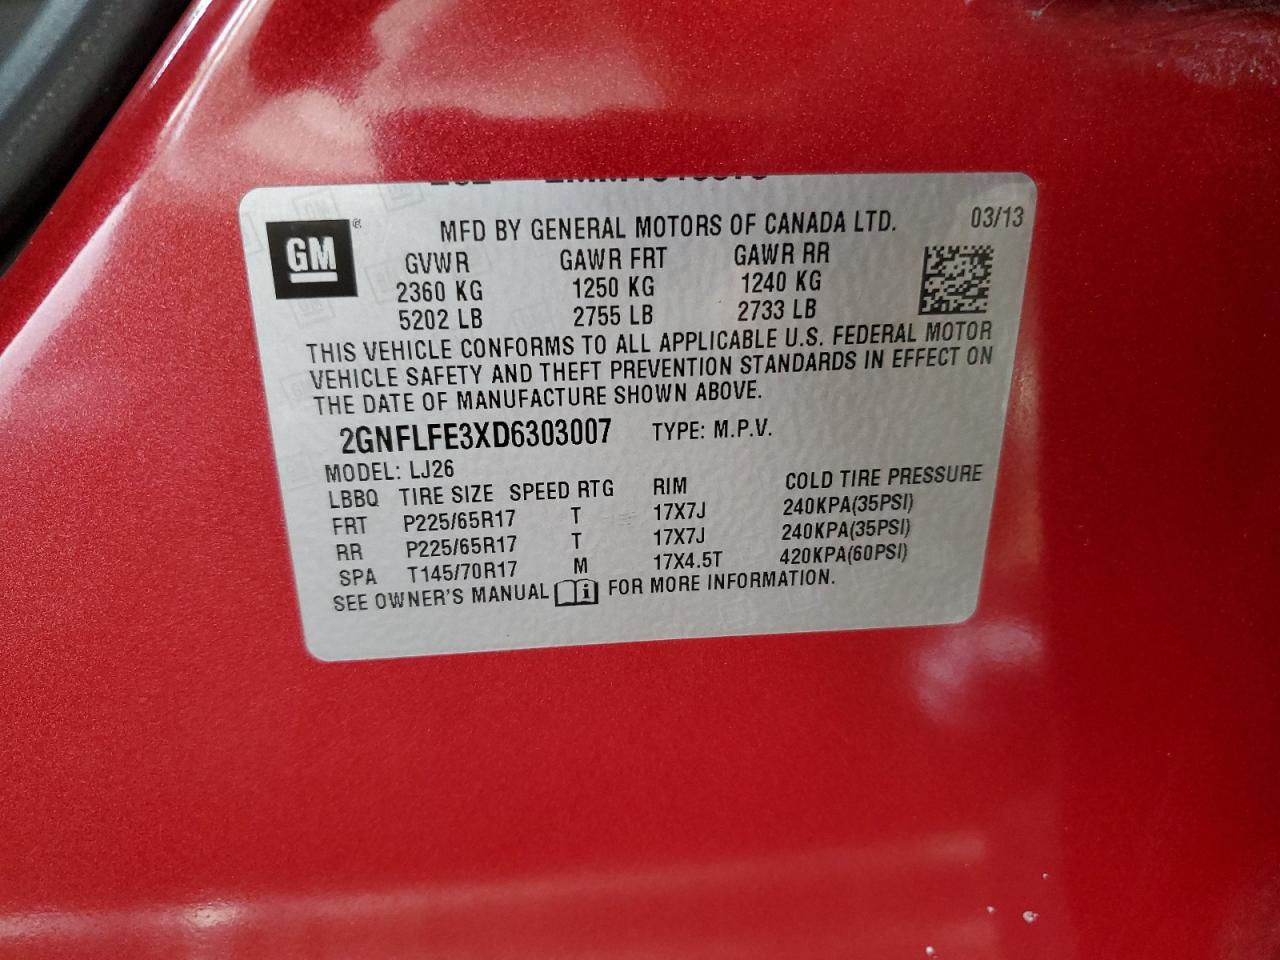 MFD BY GENERAL MOTORS OF CANADA LTD. 03/13
GM ®
GVWR GAWR FRT GAWR RR
2360 KG 1250 KG 1240 KG
5202 LB 2755 LB 2733 LB
THIS VEHICLE CONFORMS TO ALL APPLICABLE U.S. FEDERAL MOTOR
VEHICLE SAFETY AND THEFT PREVENTION STANDARDS IN EFFECT ON
THE DATE OF MANUFACTURE SHOWN ABOVE.
2GNFLFE3XD6303007 TYPE: M.P.V.
MODEL: LJ26
LBBQ TIRE SIZE SPEED RTG RIM COLD TIRE PRESSURE
FRT P225/65R17 T 17X7J 240KPA(35PSI)
RR P225/65R17 T 17X7J 240KPA(35PSI)
SPA T145/70R17 M 17X4.5T 420KPA(60PSI)
SEE OWNER'S MANUAL i FOR MORE INFORMATION.